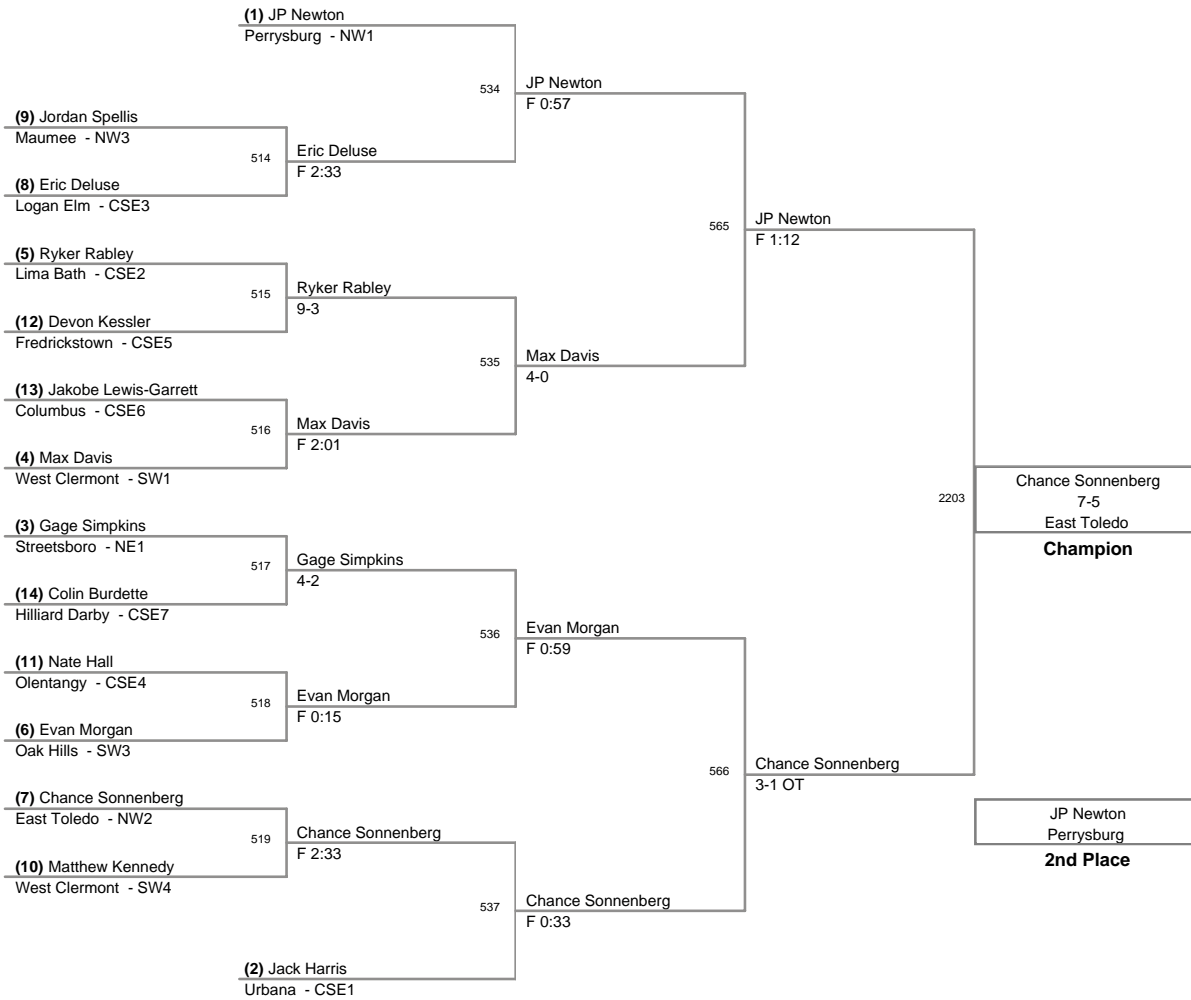 (1) JP Newton
Perrysburg - NW1
534
JP Newton
F 0:57
(9) Jordan Spellis
Maumee - NW3
514
Eric Deluse
F 2:33
(8) Eric Deluse
Logan Elm - CSE3
565
JP Newton
F 1:12
(5) Ryker Rabley
Lima Bath - CSE2
515
Ryker Rabley
9-3
(12) Devon Kessler
Fredrickstown - CSE5
535
Max Davis
4-0
(13) Jakobe Lewis-Garrett
Columbus - CSE6
516
Max Davis
F 2:01
(4) Max Davis
West Clermont - SW1
2203
Chance Sonnenberg
7-5
East Toledo
Champion
(3) Gage Simpkins
Streetsboro - NE1
517
Gage Simpkins
4-2
(14) Colin Burdette
Hilliard Darby - CSE7
536
Evan Morgan
F 0:59
(11) Nate Hall
Olentangy - CSE4
518
Evan Morgan
F 0:15
(6) Evan Morgan
Oak Hills - SW3
566
Chance Sonnenberg
3-1 OT
(7) Chance Sonnenberg
East Toledo - NW2
519
Chance Sonnenberg
F 2:33
(10) Matthew Kennedy
West Clermont - SW4
JP Newton
Perrysburg
2nd Place
537
Chance Sonnenberg
F 0:33
(2) Jack Harris
Urbana - CSE1